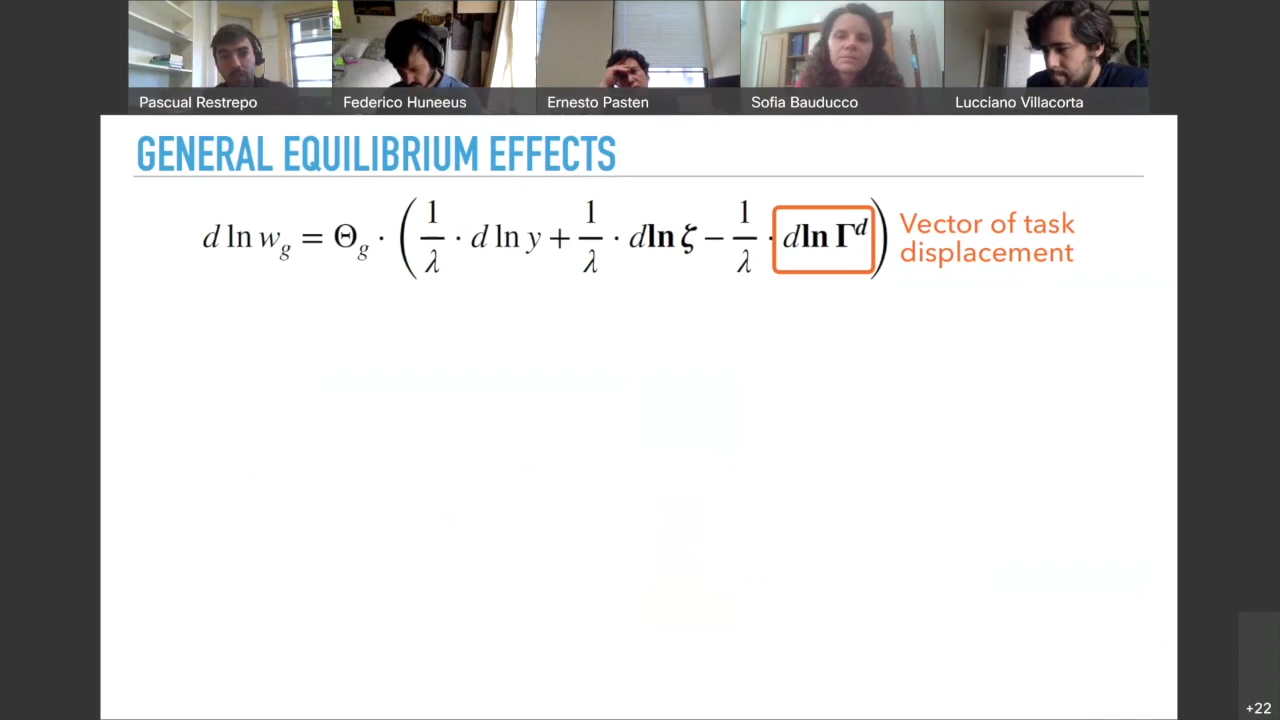 Pascual Restrepo
Federico Huneeus
Ernesto Pasten
Sofia Bauducco
Lucciano Villacorta
GENERAL EQUILIBRIUM EFFECTS
d ln w_g = Θ_g · ( 1/λ · d ln y + 1/λ · d ln ζ − 1/λ · d ln Γ^d )
Vector of task
displacement
+22